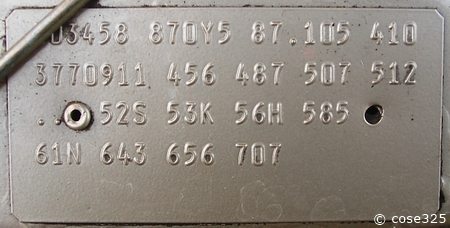 03458 870Y5 87.105 410
3770911 456 487 507 512
.. 52S 53K 56H 585
61N 643 656 707
© cose325